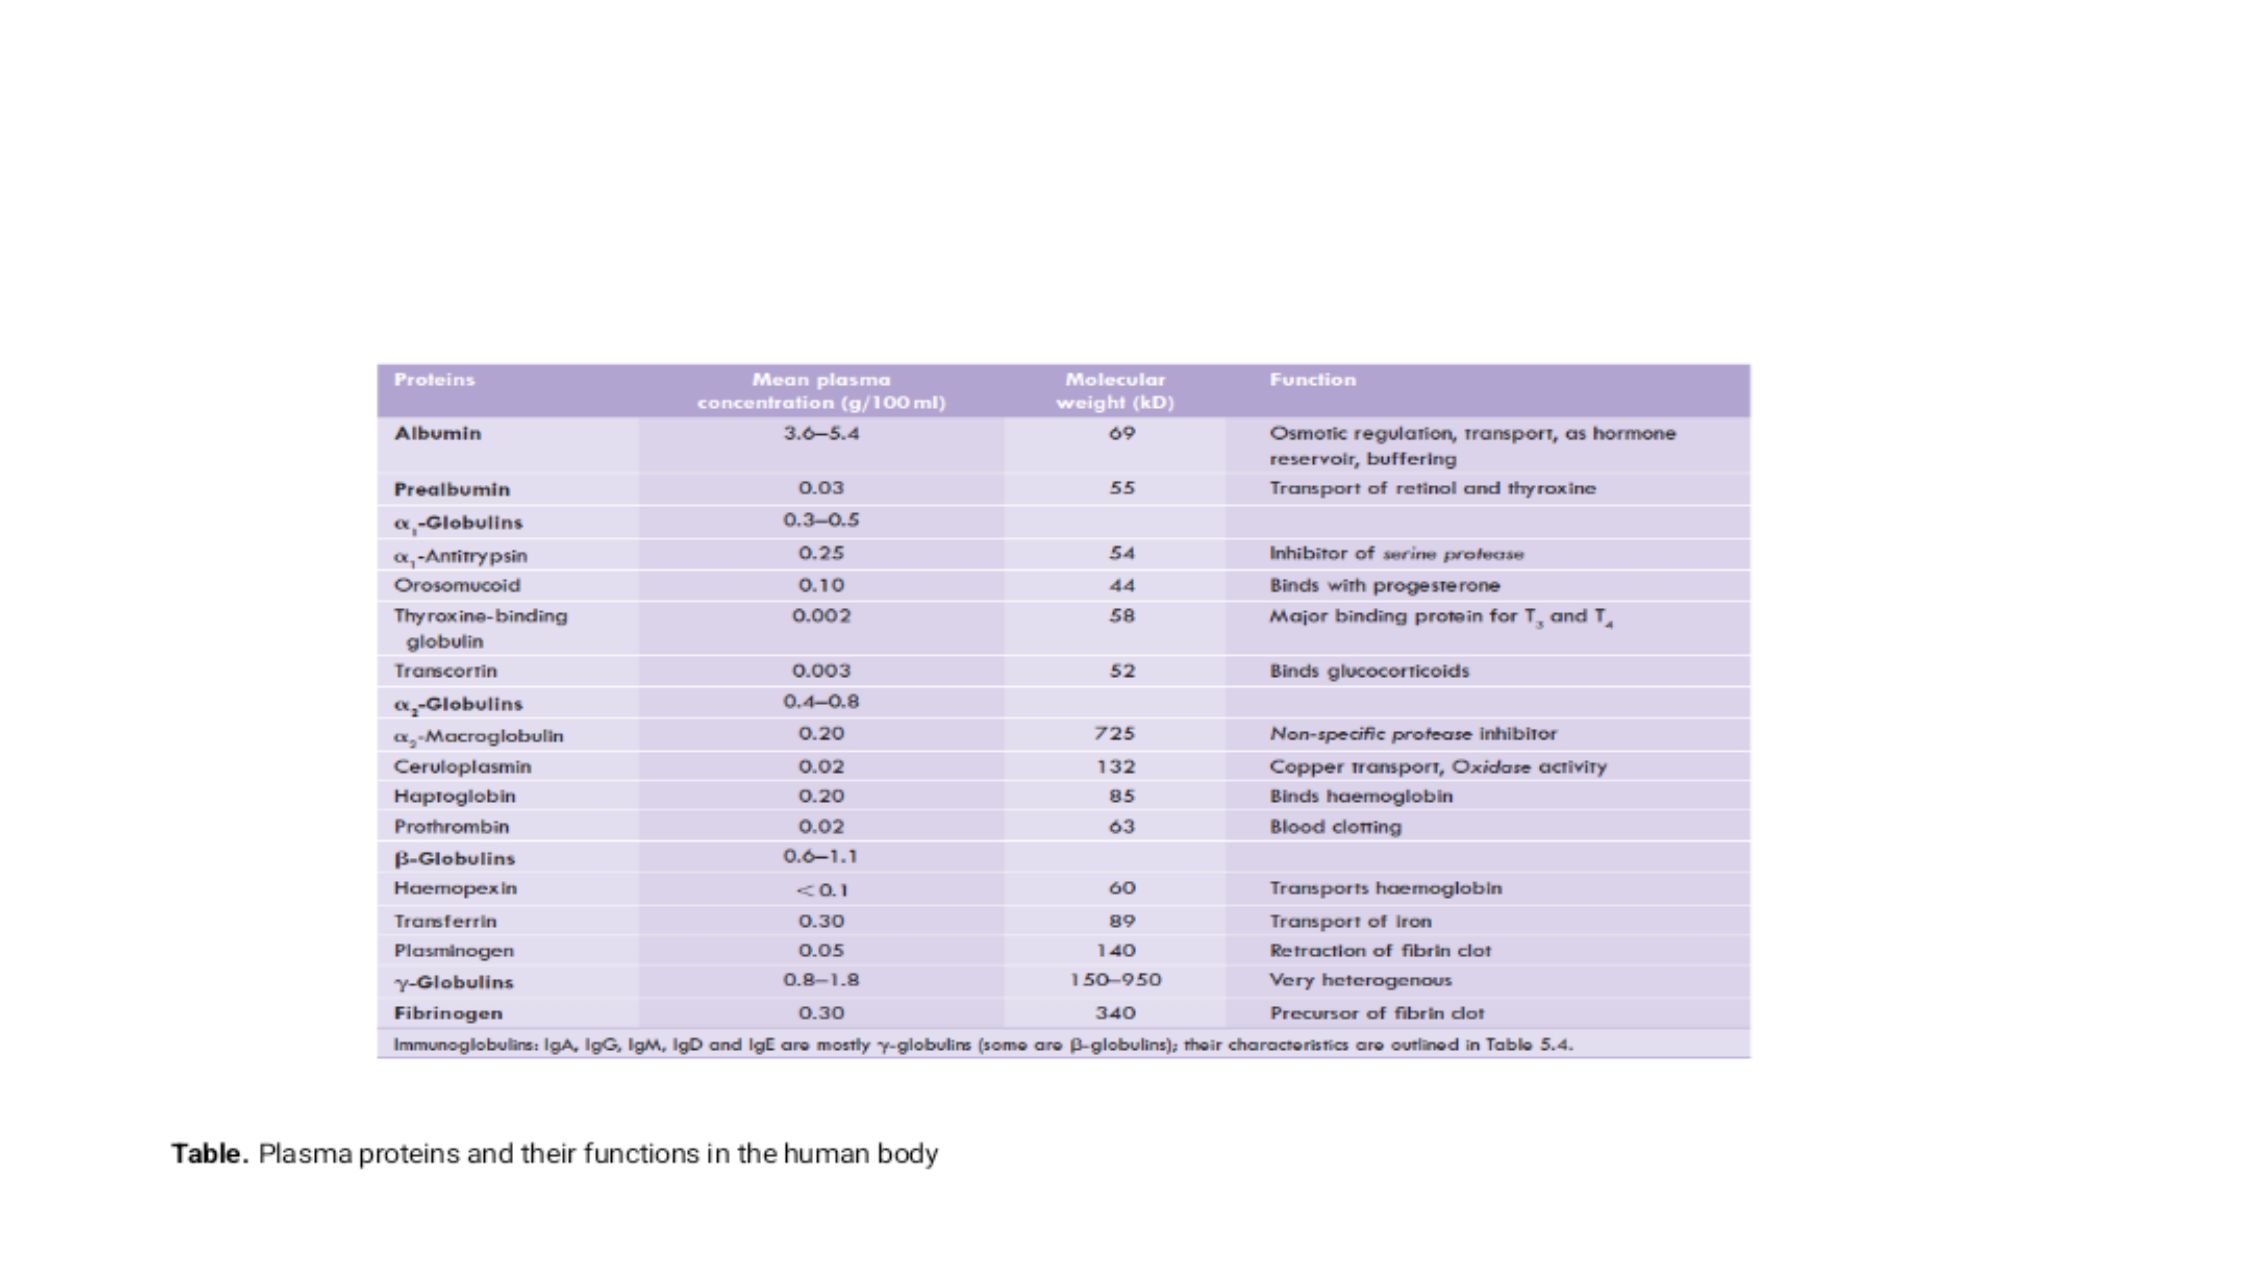 Proteins Mean plasma concentration (g/100 ml) Molecular weight (kD) Function
Albumin 3.6–5.4 69 Osmotic regulation, transport, as hormone
reservoir, buffering
Prealbumin 0.03 55 Transport of retinol and thyroxine
α₁-Globulins 0.3–0.5
α₁-Antitrypsin 0.25 54 Inhibitor of serine protease
Orosomucoid 0.10 44 Binds with progesterone
Thyroxine-binding 0.002 58 Major binding protein for T₃ and T₄
globulin
Transcortin 0.003 52 Binds glucocorticoids
α₂-Globulins 0.4–0.8
α₂-Macroglobulin 0.20 725 Non-specific protease inhibitor
Ceruloplasmin 0.02 132 Copper transport, Oxidase activity
Haptoglobin 0.20 85 Binds haemoglobin
Prothrombin 0.02 63 Blood clotting
β-Globulins 0.6–1.1
Haemopexin <0.1 60 Transports haemoglobin
Transferrin 0.30 89 Transport of iron
Plasminogen 0.05 140 Retraction of fibrin clot
γ-Globulins 0.8–1.8 150–950 Very heterogenous
Fibrinogen 0.30 340 Precursor of fibrin clot
Immunoglobulins: IgA, IgG, IgM, IgD and IgE are mostly γ-globulins (some are β-globulins); their characteristics are outlined in Table 5.4.
Table. Plasma proteins and their functions in the human body